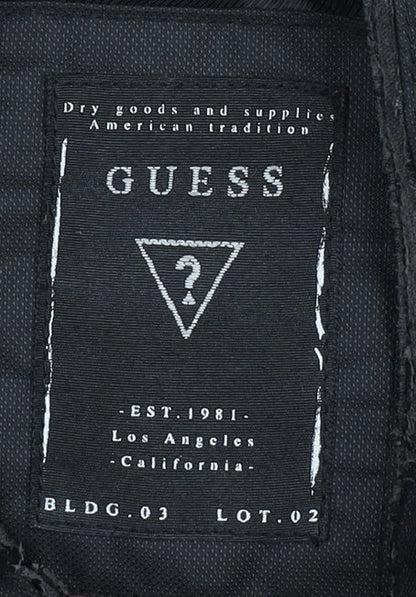 Dry goods and supplies
American tradition
GUESS
?
-EST.1981-
Los Angeles
-California-
BLDG.03 LOT.02